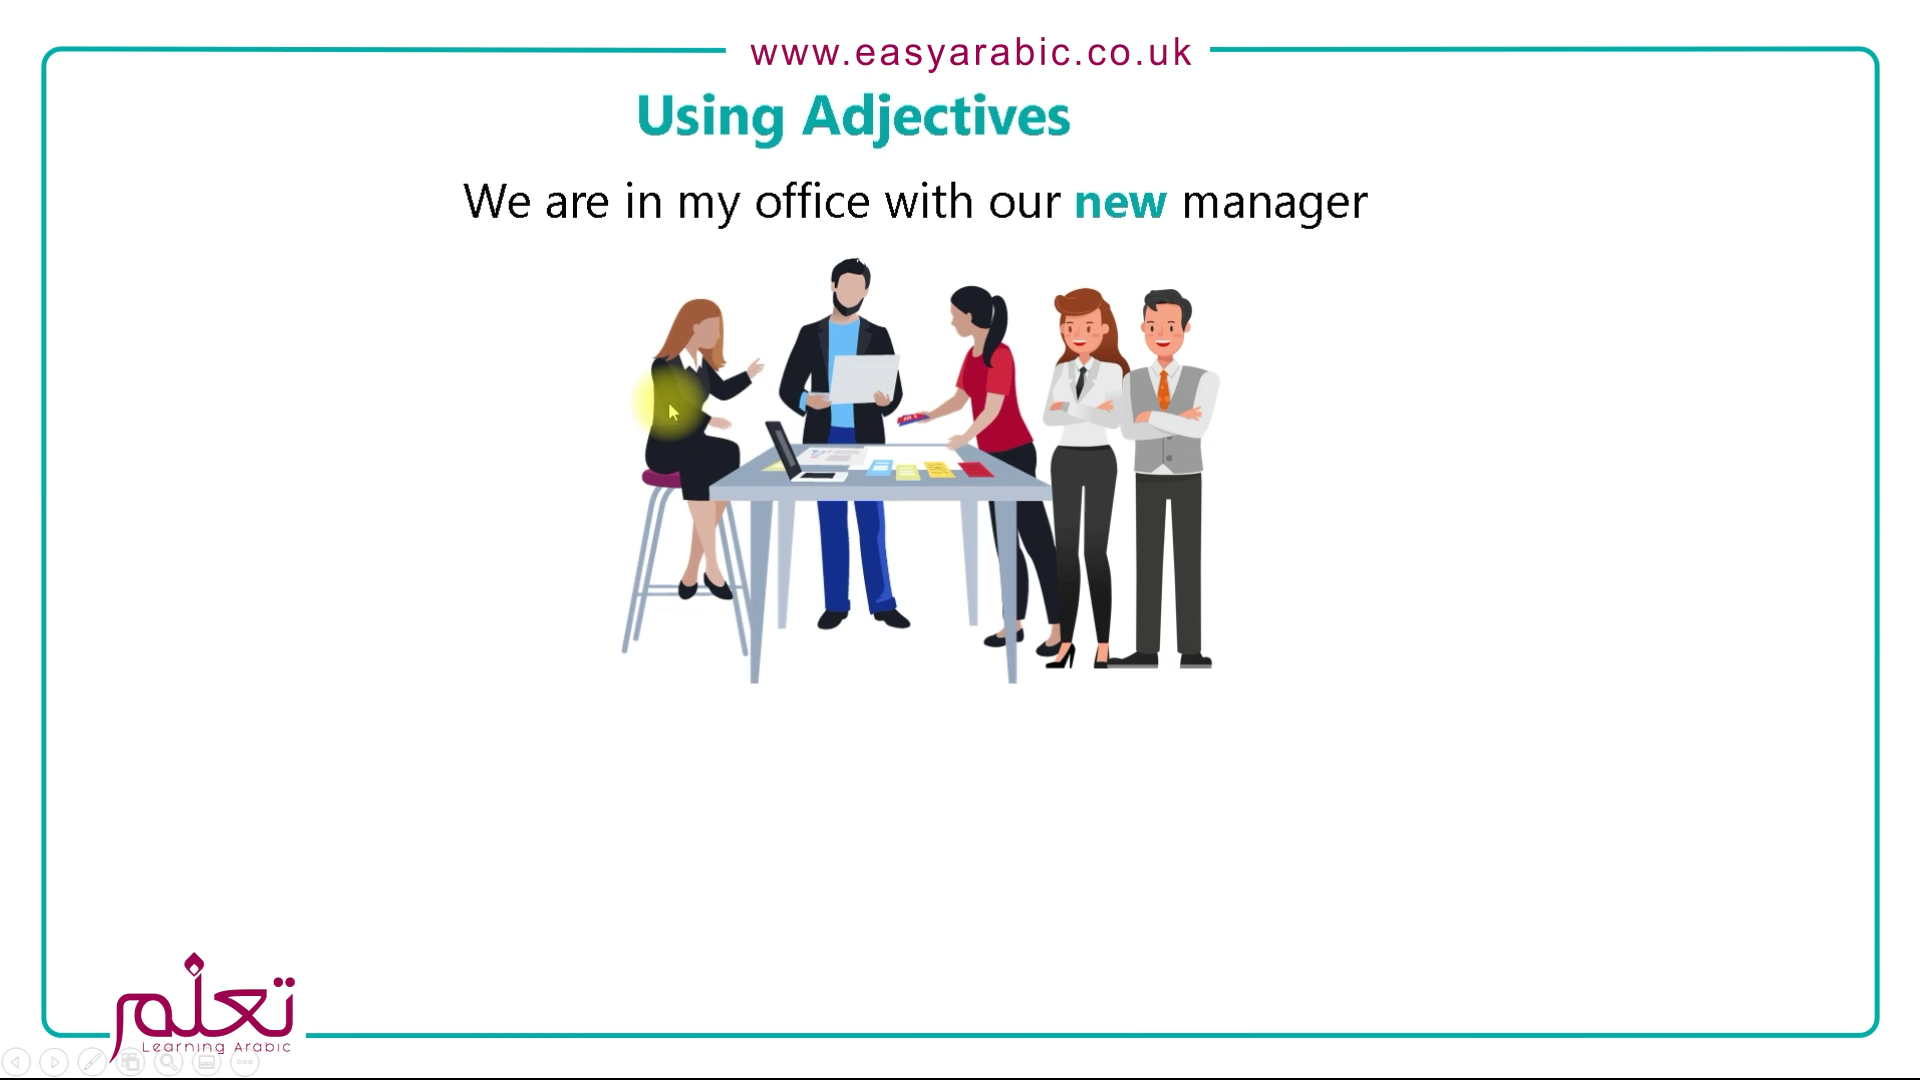 www.easyarabic.co.uk
Using Adjectives
We are in my office with our new manager
تعلم
Learning Arabic